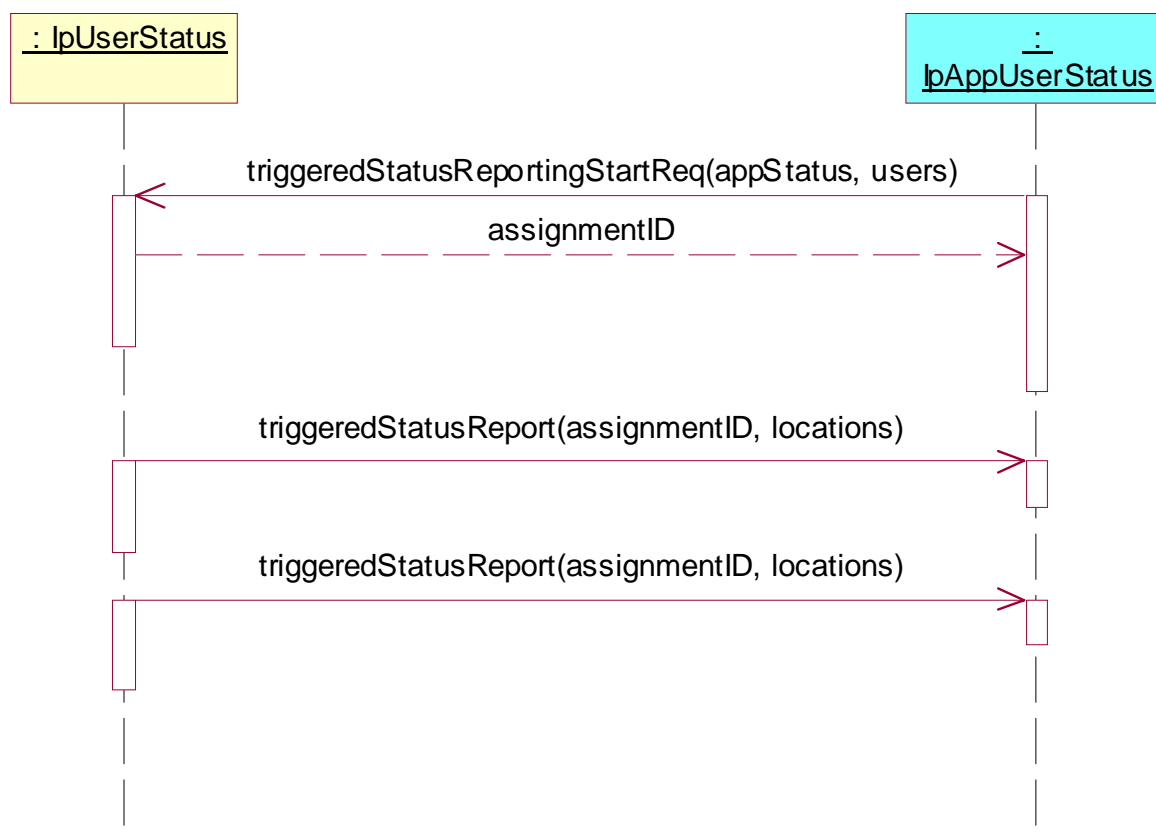 : IpUserStatus
:
IpAppUserStatus
triggeredStatusReportingStartReq(appStatus, users)
assignmentID
triggeredStatusReport(assignmentID, locations)
triggeredStatusReport(assignmentID, locations)